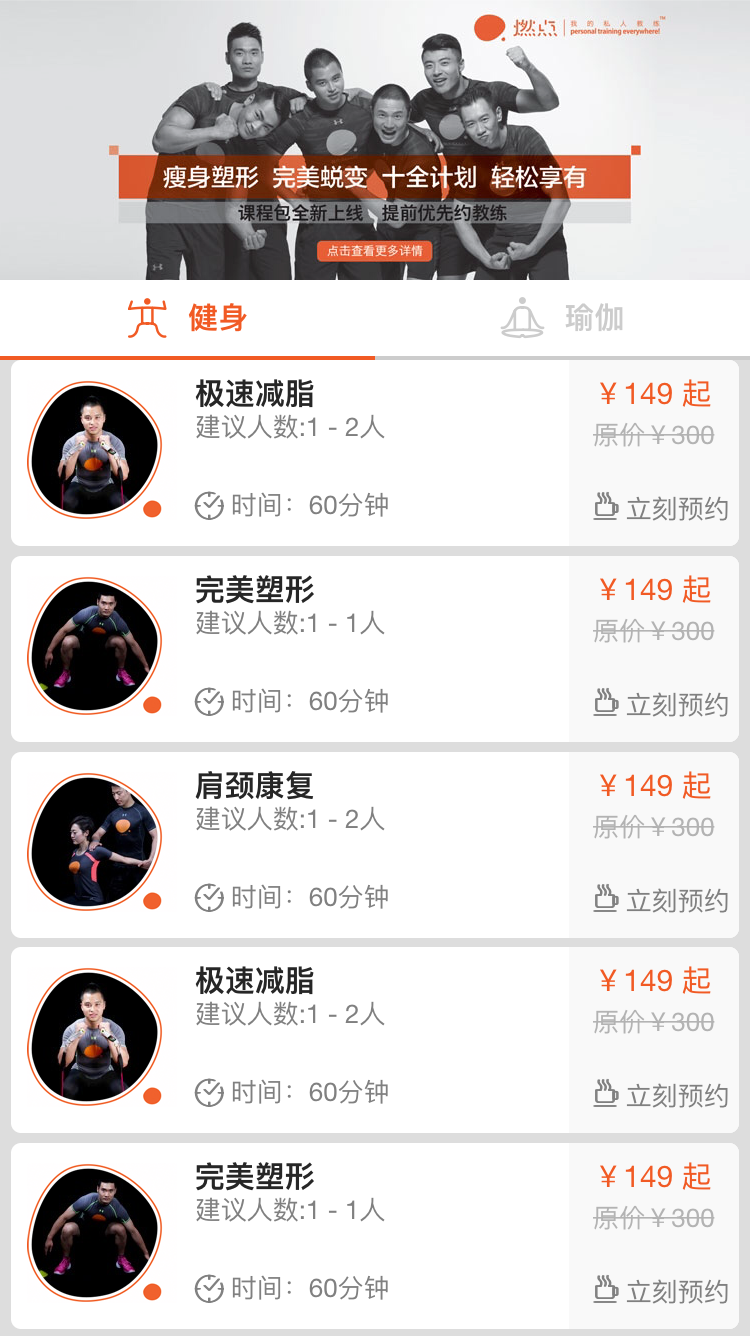 燃点 我的私人教练™
personal training everywhere!
瘦身塑形 完美蜕变 十全计划 轻松享有
课程包全新上线 提前优先约教练
点击查看更多详情
健身 瑜伽
极速减脂 ￥149 起
建议人数:1 - 2人 原价￥300
时间： 60分钟 立刻预约
完美塑形 ￥149 起
建议人数:1 - 1人 原价￥300
时间： 60分钟 立刻预约
肩颈康复 ￥149 起
建议人数:1 - 2人 原价￥300
时间： 60分钟 立刻预约
极速减脂 ￥149 起
建议人数:1 - 2人 原价￥300
时间： 60分钟 立刻预约
完美塑形 ￥149 起
建议人数:1 - 1人 原价￥300
时间： 60分钟 立刻预约